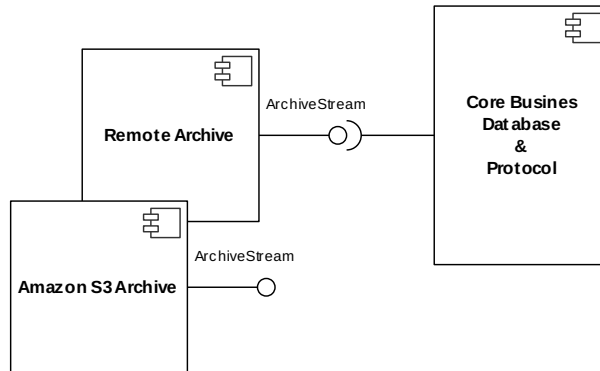 ArchiveStream
Remote Archive
Core Busines
Database
&
Protocol
ArchiveStream
Amazon S3 Archive